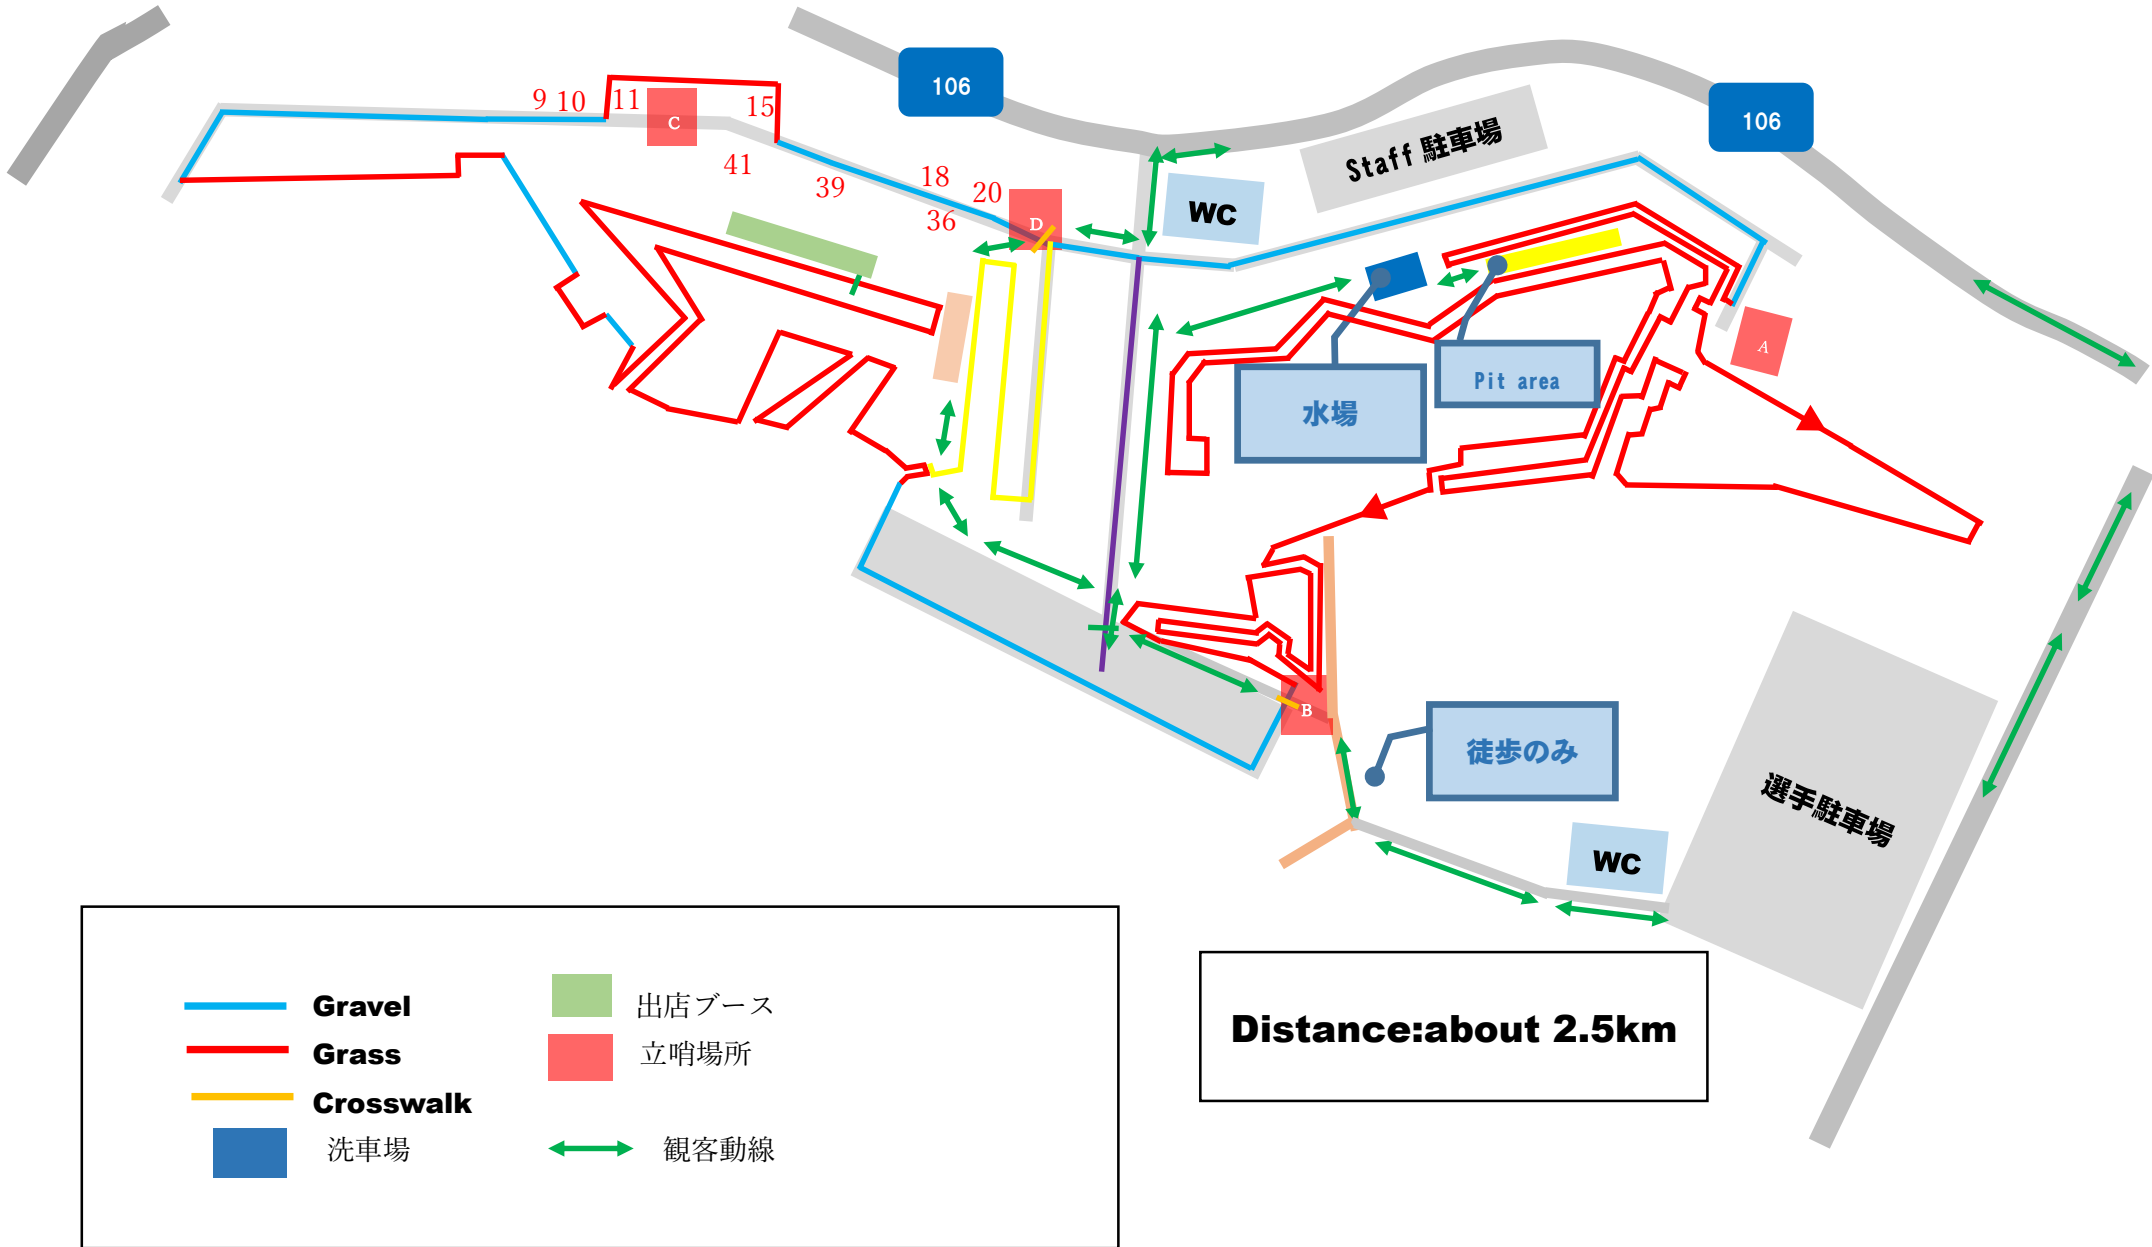 106
106
9 10 11 15
C
41
39
18
20
36
D
WC
Staff 駐車場
A
Pit area
水場
B
徒歩のみ
選手駐車場
WC
Gravel
Grass
Crosswalk
洗車場
出店ブース
立哨場所
観客動線
Distance:about 2.5km